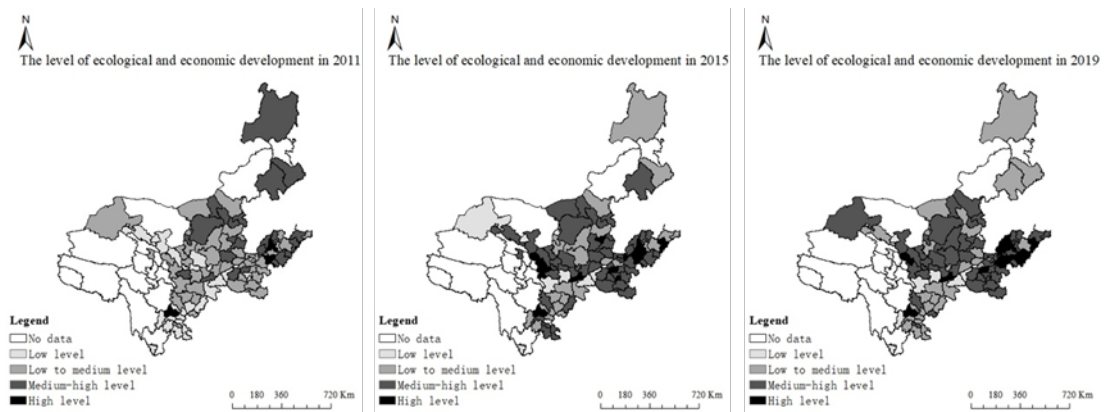 N
The level of ecological and economic development in 2011
Legend
No data
Low level
Low to medium level
Medium-high level
High level
0 180 360 720 Km
N
The level of ecological and economic development in 2015
Legend
No data
Low level
Low to medium level
Medium-high level
High level
0 180 360 720 Km
N
The level of ecological and economic development in 2019
Legend
No data
Low level
Low to medium level
Medium-high level
High level
0 180 360 720 Km